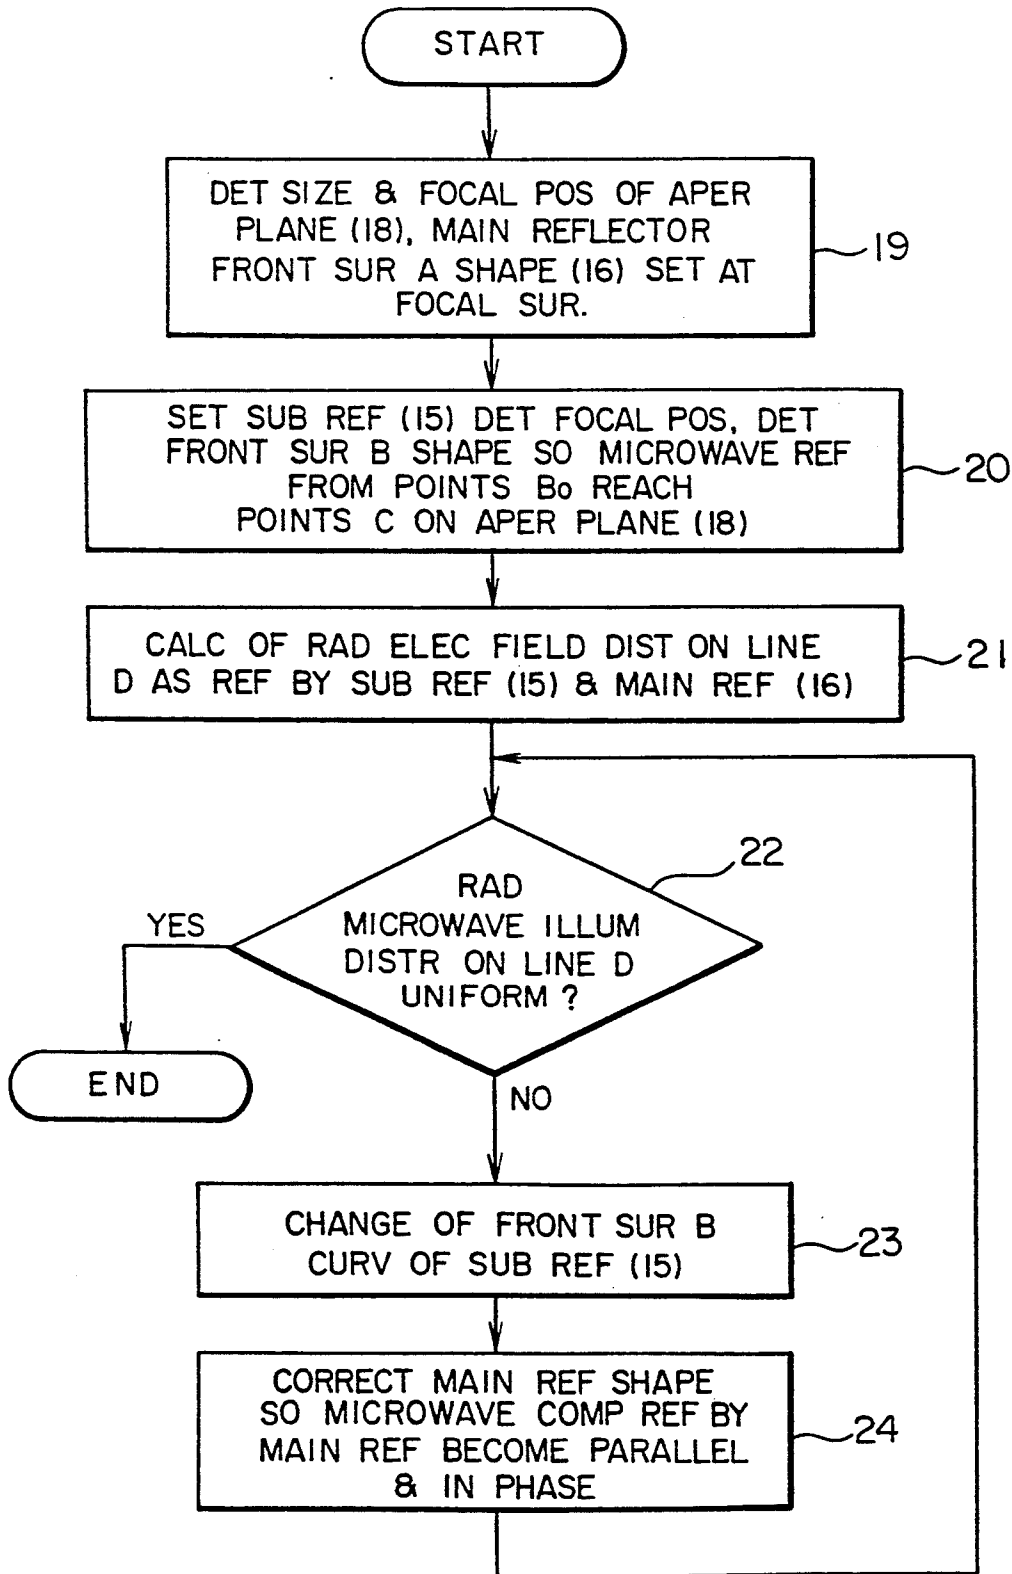 START
DET SIZE & FOCAL POS OF APER
PLANE (18), MAIN REFLECTOR
FRONT SUR A SHAPE (16) SET AT
FOCAL SUR.
19
SET SUB REF (15) DET FOCAL POS, DET
FRONT SUR B SHAPE SO MICROWAVE REF
FROM POINTS Bo REACH
POINTS C ON APER PLANE (18)
20
CALC OF RAD ELEC FIELD DIST ON LINE
D AS REF BY SUB REF (15) & MAIN REF (16)
21
RAD
MICROWAVE ILLUM
DISTR ON LINE D
UNIFORM ?
22
YES
END
NO
CHANGE OF FRONT SUR B
CURV OF SUB REF (15)
23
CORRECT MAIN REF SHAPE
SO MICROWAVE COMP REF BY
MAIN REF BECOME PARALLEL
& IN PHASE
24